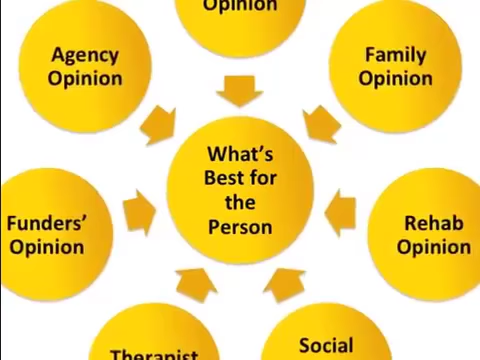 Opinion
Agency
Opinion
Family
Opinion
What's
Best for
the
Person
Funders'
Opinion
Rehab
Opinion
Therapist
Social